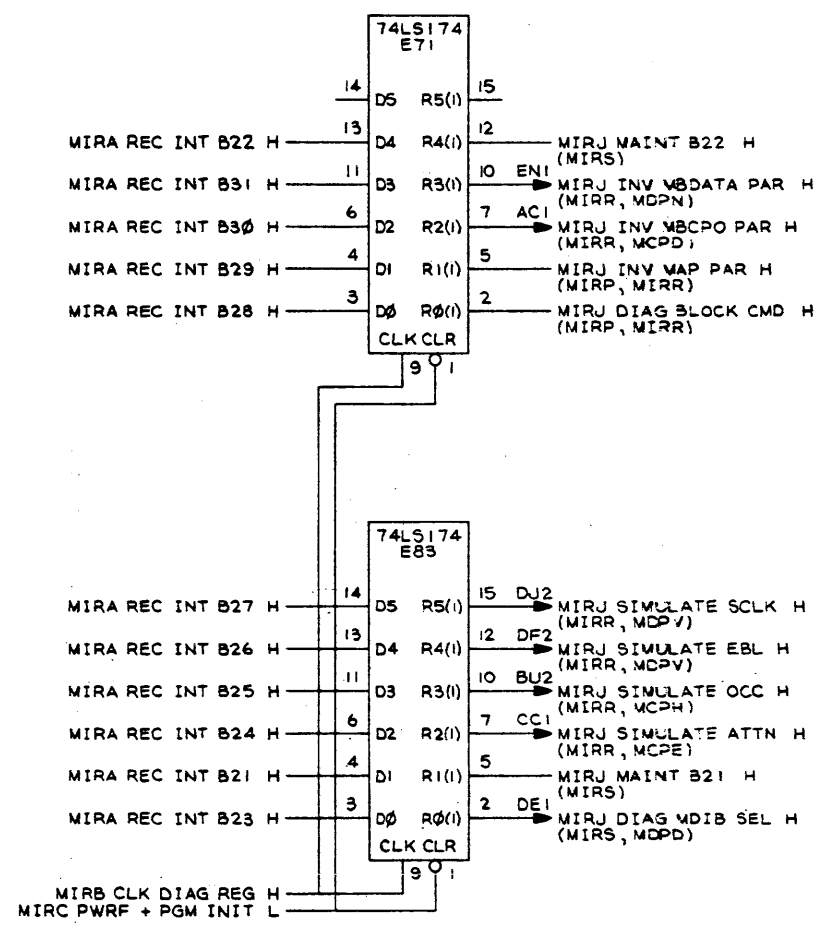 74LS174
E71
14 D5 R5(1) 15
MIRA REC INT B22 H 13 D4 R4(1) 12 MIRJ MAINT B22 H
(MIRS)
MIRA REC INT B31 H 11 D3 R3(1) 10 EN1 MIRJ INV MBDATA PAR H
(MIRR, MDPN)
MIRA REC INT B30 H 6 D2 R2(1) 7 AC1 MIRJ INV MBCPO PAR H
(MIRR, MCPD)
MIRA REC INT B29 H 4 D1 R1(1) 5 MIRJ INV MAP PAR H
(MIRP, MIRR)
MIRA REC INT B28 H 3 DØ RØ(1) 2 MIRJ DIAG BLOCK CMD H
(MIRP, MIRR)
CLK CLR
9 1
74LS174
E83
MIRA REC INT B27 H 14 D5 R5(1) 15 DJ2 MIRJ SIMULATE SCLK H
(MIRR, MDPV)
MIRA REC INT B26 H 13 D4 R4(1) 12 DF2 MIRJ SIMULATE EBL H
(MIRR, MDPV)
MIRA REC INT B25 H 11 D3 R3(1) 10 BU2 MIRJ SIMULATE OCC H
(MIRR, MCPH)
MIRA REC INT B24 H 6 D2 R2(1) 7 CC1 MIRJ SIMULATE ATTN H
(MIRR, MCPE)
MIRA REC INT B21 H 4 D1 R1(1) 5 MIRJ MAINT B21 H
(MIRS)
MIRA REC INT B23 H 3 DØ RØ(1) 2 DE1 MIRJ DIAG MDIB SEL H
(MIRS, MDPD)
CLK CLR
9 1
MIRB CLK DIAG REG H
MIRC PWRF + PGM INIT L